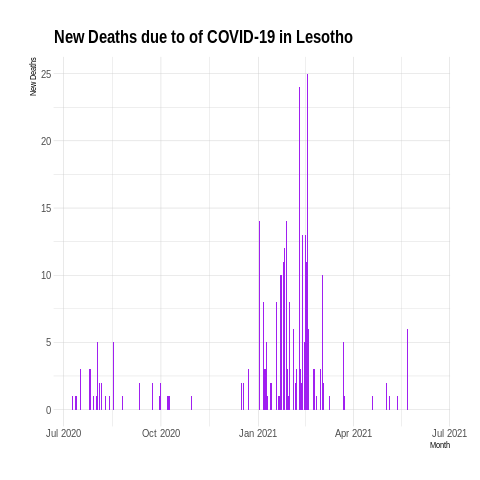 New Deaths due to of COVID-19 in Lesotho
New Deaths
25
20
15
10
5
0
Jul 2020 Oct 2020 Jan 2021 Apr 2021 Jul 2021
Month